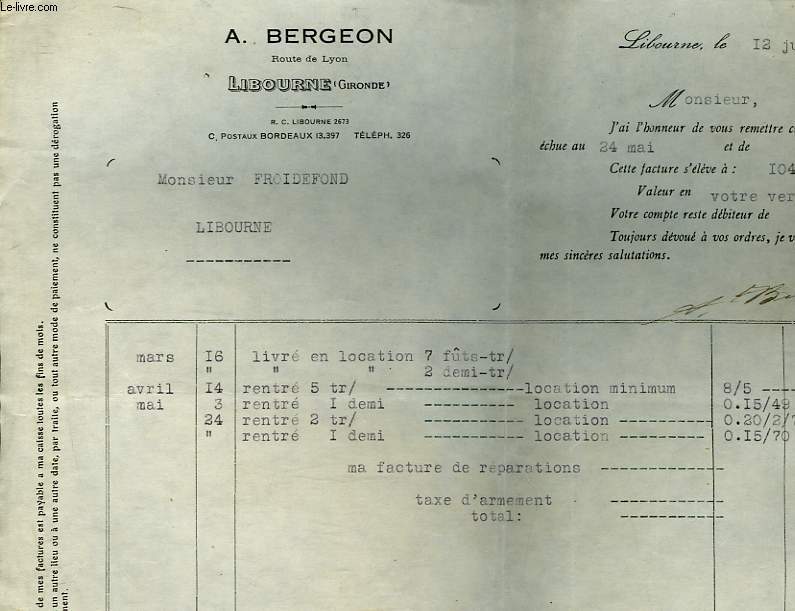 Le-livre.com
A. BERGEON
Route de Lyon
LIBOURNE (GIRONDE)
R. C. LIBOURNE 2673
C. POSTAUX BORDEAUX 13.397 TÉLÉPH. 326
Monsieur FROIDEFOND
LIBOURNE
Libourne, le 12 ju
Monsieur,
J'ai l'honneur de vous remettre
échue au 24 mai et de
Cette facture s'élève à : I04
Valeur en votre ver
Votre compte reste débiteur de
Toujours dévoué à vos ordres, je v
mes sincères salutations.
mars I6 livré en location 7 fûts-tr/
" " " 2 demi-tr/
avril I4 rentré 5 tr/ ---------------location minimum 8/5 ----
mai 3 rentré I demi ---------- location 0.I5/49
24 rentré 2 tr/ ----------- location ---------- 0.20/2/7
" rentré I demi ----------- location ---------- 0.I5/70
ma facture de réparations -------------
taxe d'armement -----------
total: -----------
de mes factures est payable a ma caisse toutes les fins de mois.
un autre lieu ou à une autre date, par traite, ou tout autre mode de paiement, ne constituent pas une dérogation
ment.